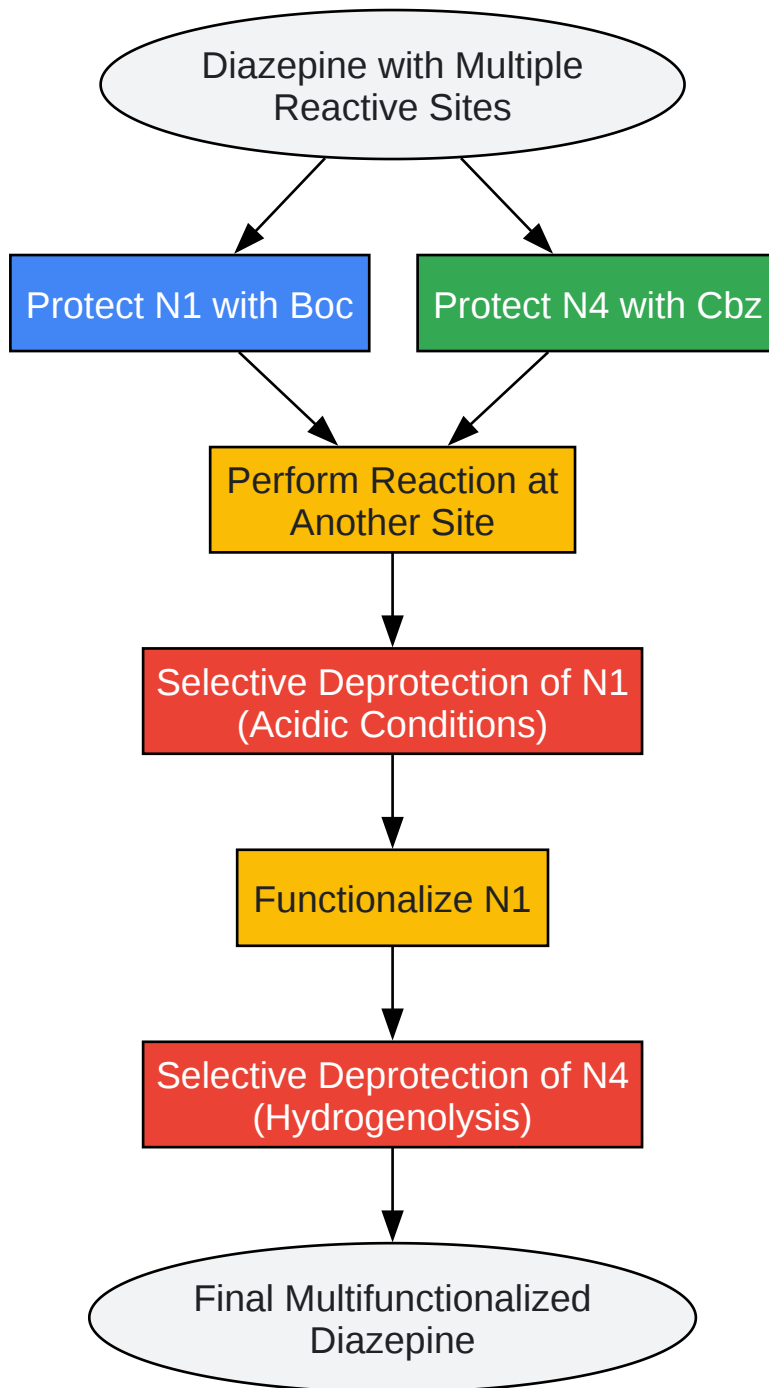 Diazepine with Multiple
Reactive Sites
Protect N1 with Boc
Protect N4 with Cbz
Perform Reaction at
Another Site
Selective Deprotection of N1
(Acidic Conditions)
Functionalize N1
Selective Deprotection of N4
(Hydrogenolysis)
Final Multifunctionalized
Diazepine